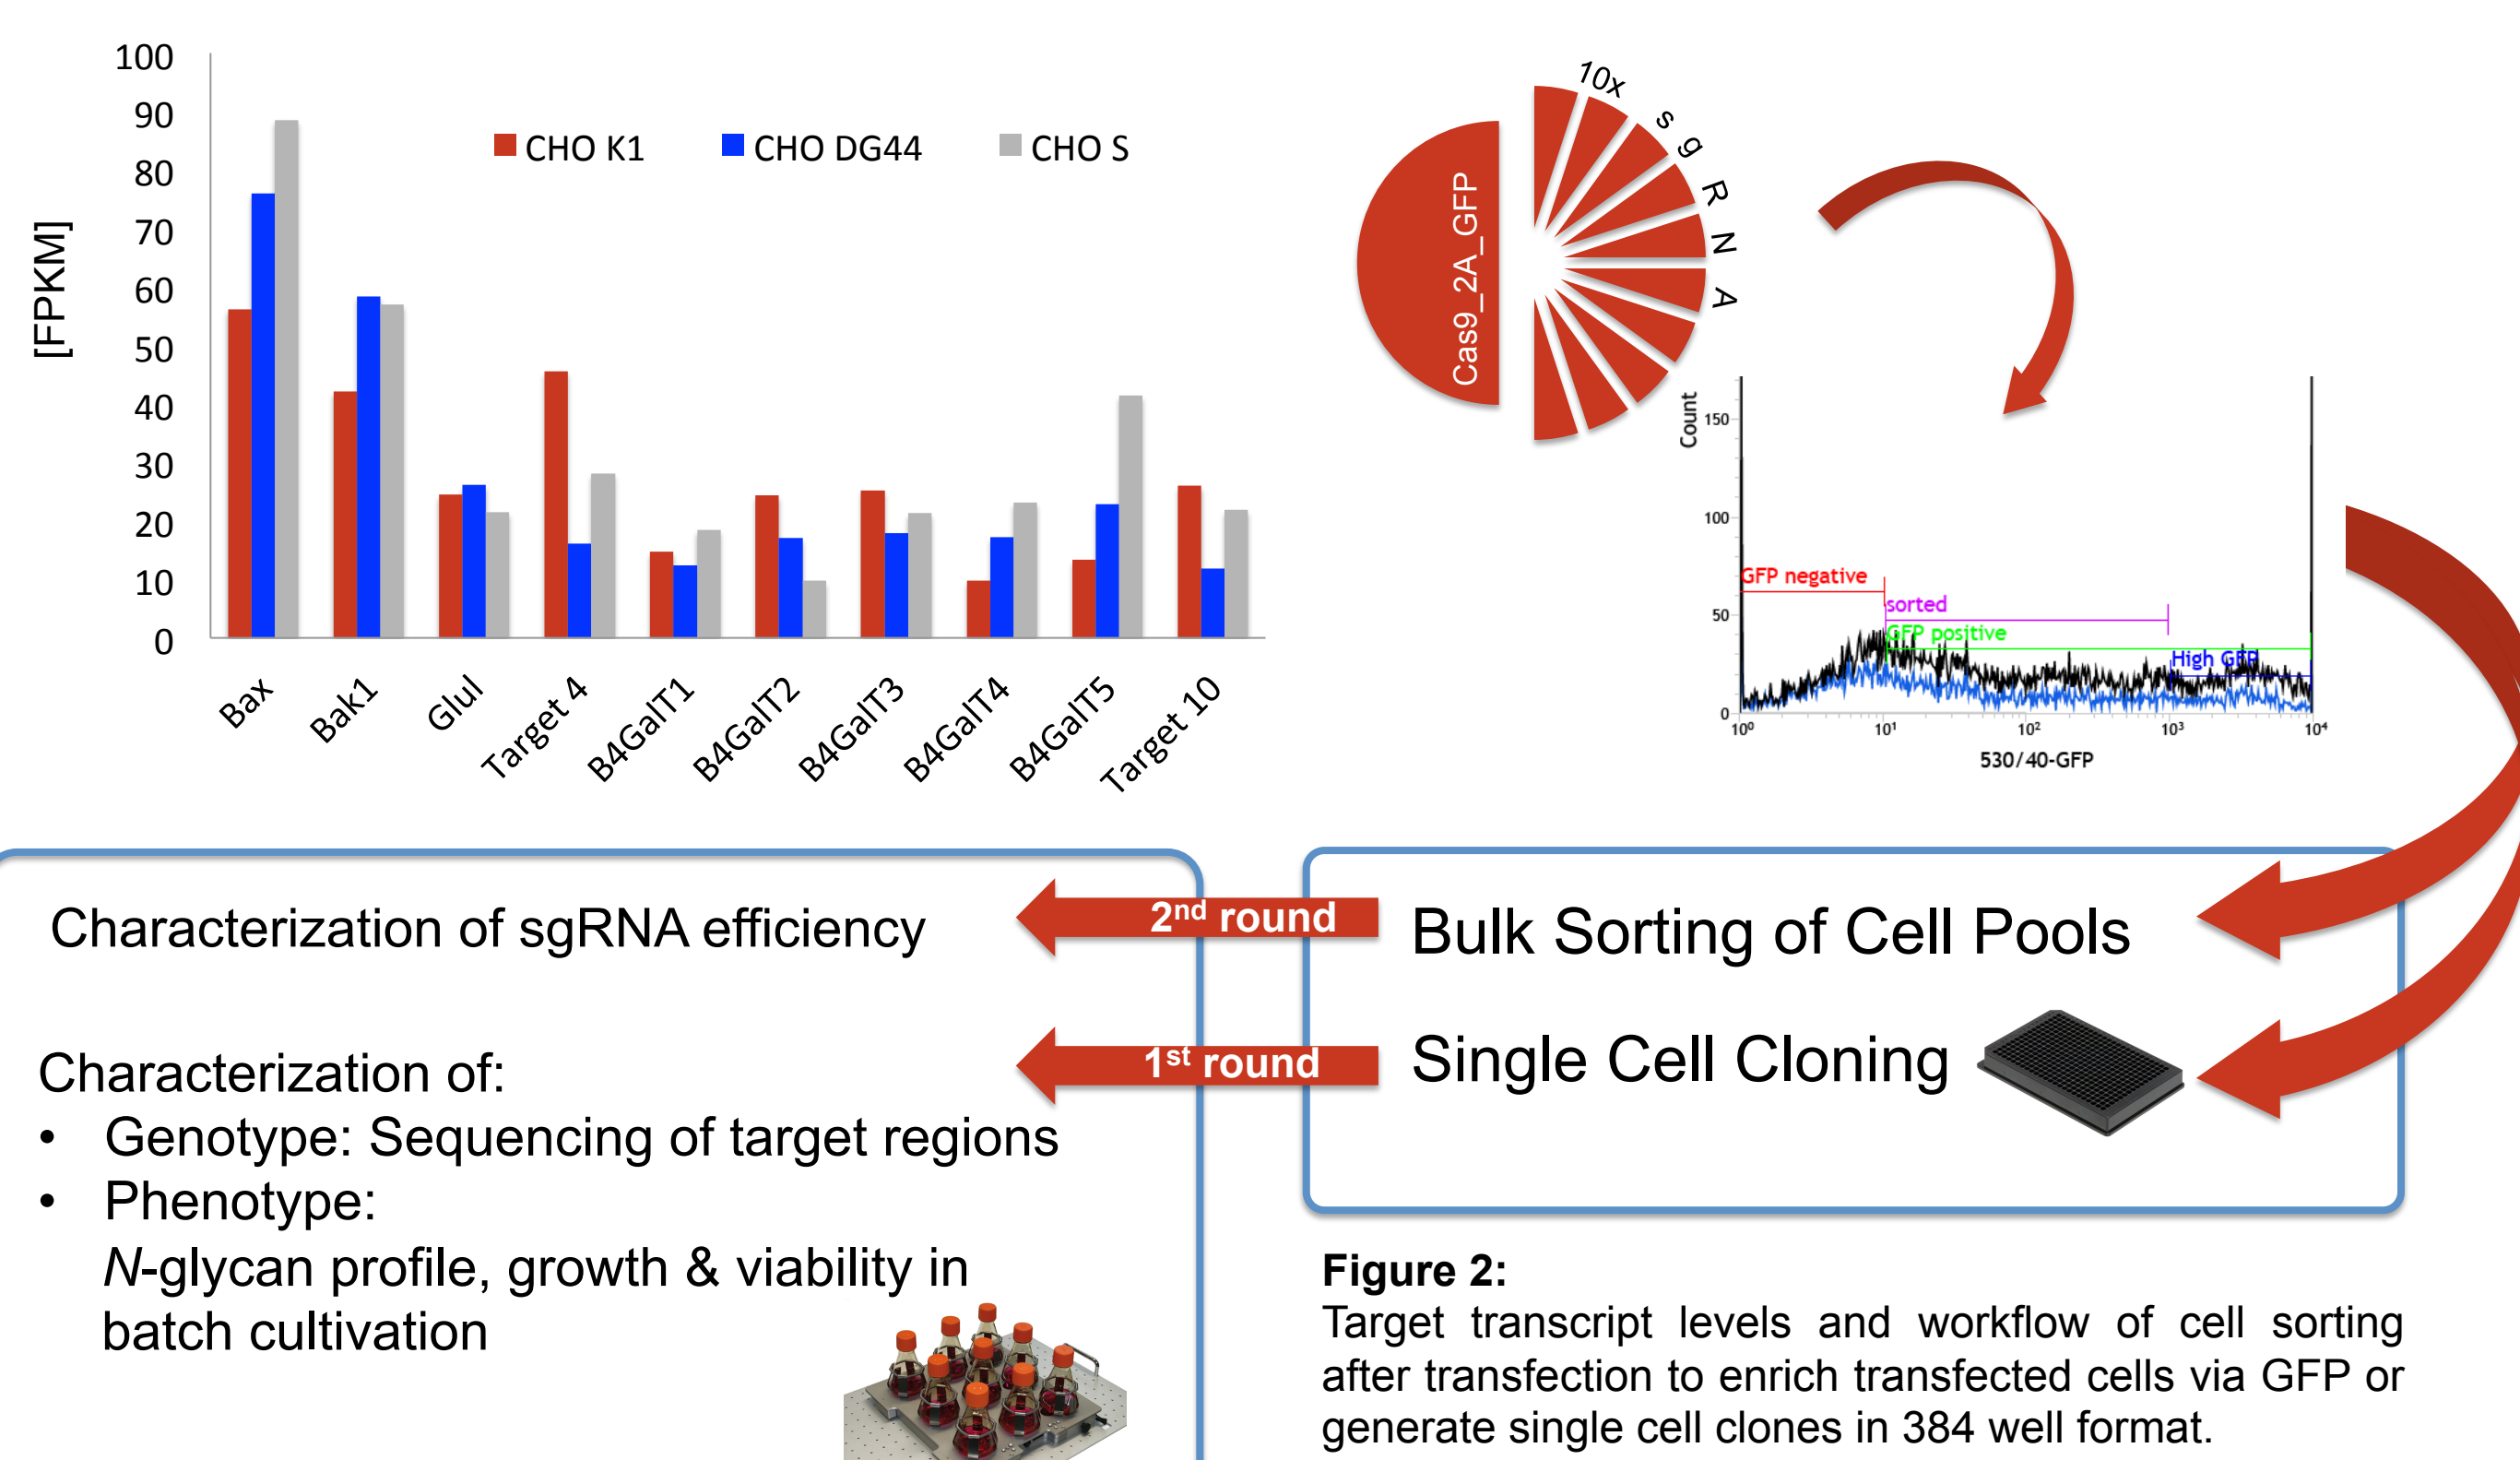 100
90
80
70
60
50
40
30
20
10
0
[FPKM]
CHO K1
CHO DG44
CHO S
Bax
Bak1
Glul
Target 4
B4GalT1
B4GalT2
B4GalT3
B4GalT4
B4GalT5
Target 10
Cas9_2A_GFP
10x sgRNA
Count
150
100
50
0
GFP negative
sorted
GFP positive
High GFP
10⁰
10¹
10²
10³
10⁴
530/40-GFP
Characterization of sgRNA efficiency
2nd round
Bulk Sorting of Cell Pools
1st round
Single Cell Cloning
Characterization of:
• Genotype: Sequencing of target regions
• Phenotype:
N-glycan profile, growth & viability in
batch cultivation
Figure 2:
Target transcript levels and workflow of cell sorting
after transfection to enrich transfected cells via GFP or
generate single cell clones in 384 well format.